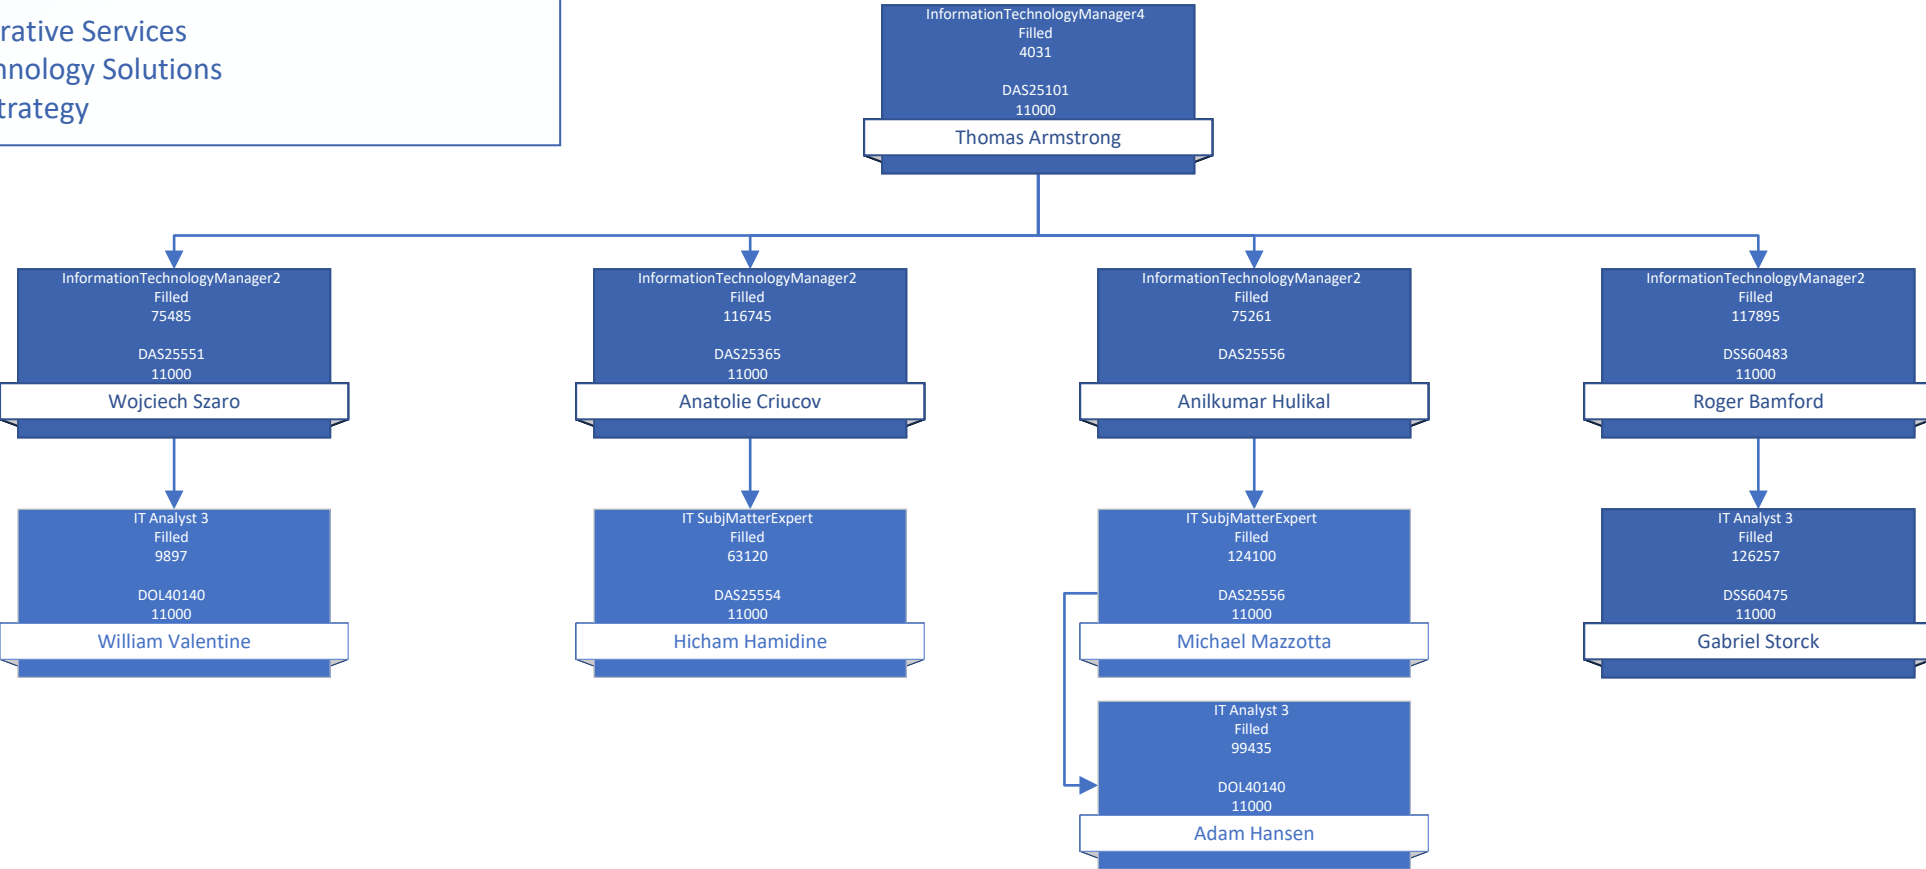 rative Services
hnology Solutions
trategy
InformationTechnologyManager4
Filled
4031
DAS25101
11000
Thomas Armstrong
InformationTechnologyManager2
Filled
75485
DAS25551
11000
Wojciech Szaro
InformationTechnologyManager2
Filled
116745
DAS25365
11000
Anatolie Criucov
InformationTechnologyManager2
Filled
75261
DAS25556
Anilkumar Hulikal
InformationTechnologyManager2
Filled
117895
DSS60483
11000
Roger Bamford
IT Analyst 3
Filled
9897
DOL40140
11000
William Valentine
IT SubjMatterExpert
Filled
63120
DAS25554
11000
Hicham Hamidine
IT SubjMatterExpert
Filled
124100
DAS25556
11000
Michael Mazzotta
IT Analyst 3
Filled
126257
DSS60475
11000
Gabriel Storck
IT Analyst 3
Filled
99435
DOL40140
11000
Adam Hansen